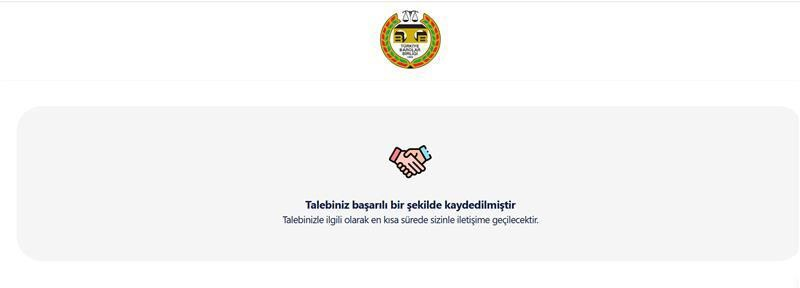 TÜRKİYE
BAROLAR
BİRLİĞİ
Talebiniz başarılı bir şekilde kaydedilmiştir
Talebinizle ilgili olarak en kısa sürede sizinle iletişime geçilecektir.